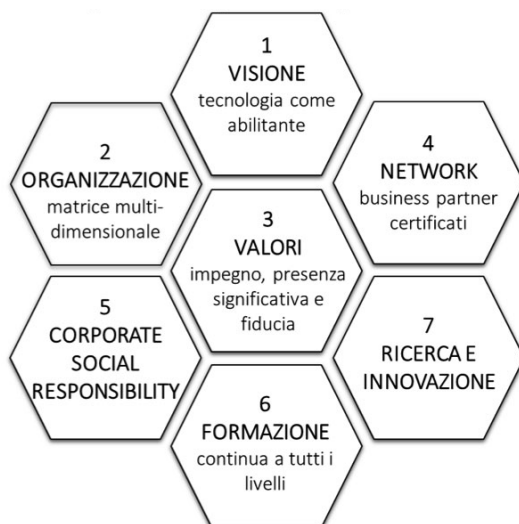 1
VISIONE
tecnologia come
abilitante
2
ORGANIZZAZIONE
matrice multi-
dimensionale
3
VALORI
impegno, presenza
significativa e
fiducia
4
NETWORK
business partner
certificati
5
CORPORATE
SOCIAL
RESPONSIBILITY
6
FORMAZIONE
continua a tutti i
livelli
7
RICERCA E
INNOVAZIONE